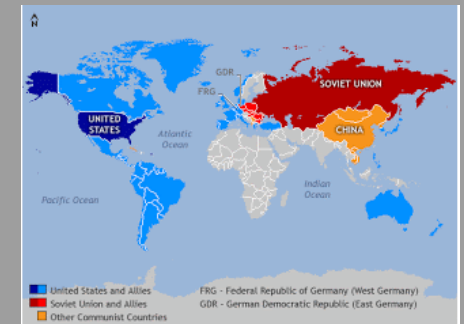 N
GDR
FRG
SOVIET UNION
UNITED
STATES
CHINA
Atlantic
Ocean
Indian
Ocean
Pacific Ocean
United States and Allies
Soviet Union and Allies
Other Communist Countries
FRG - Federal Republic of Germany (West Germany)
GDR - German Democratic Republic (East Germany)